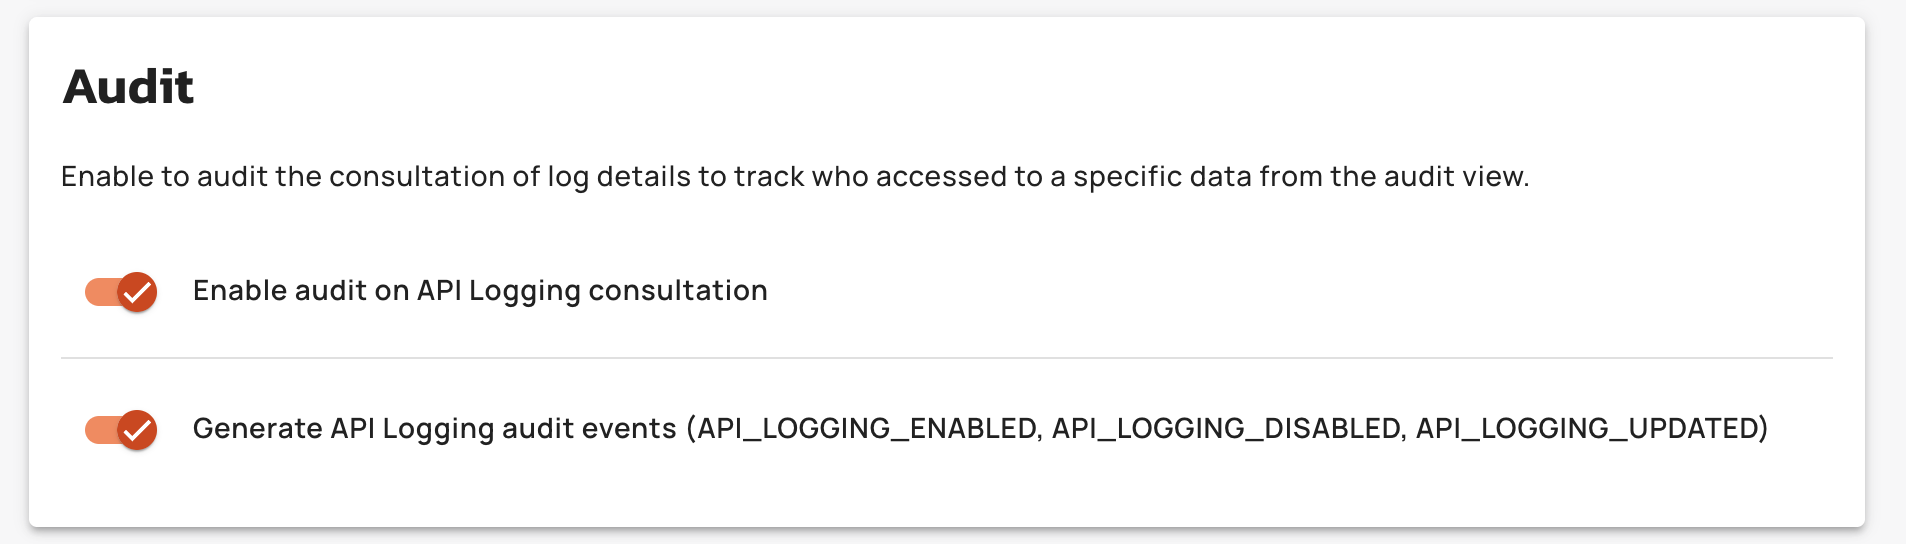 Audit
Enable to audit the consultation of log details to track who accessed to a specific data from the audit view.
Enable audit on API Logging consultation
Generate API Logging audit events (API_LOGGING_ENABLED, API_LOGGING_DISABLED, API_LOGGING_UPDATED)